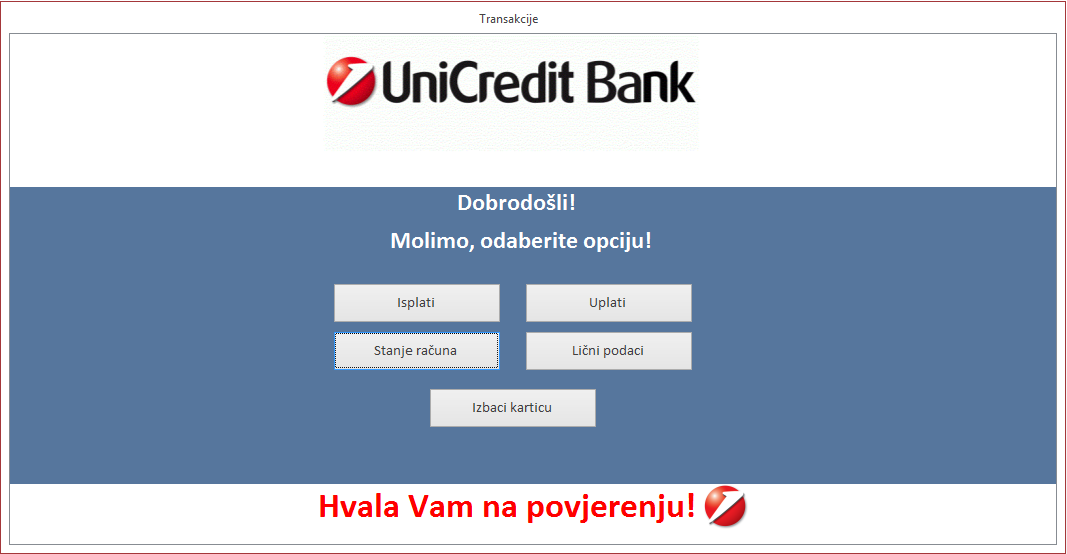 Transakcije
UniCredit Bank
Dobrodošli!
Molimo, odaberite opciju!
Isplati
Uplati
Stanje računa
Lični podaci
Izbaci karticu
Hvala Vam na povjerenju!